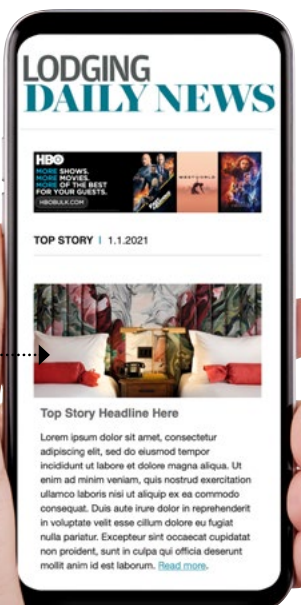 LODGING
DAILY NEWS
HBO
MORE SHOWS.
MORE MOVIES.
MORE OF THE BEST
FOR YOUR GUESTS.
HBOBULK.COM
WESTWORLD
TOP STORY | 1.1.2021
Top Story Headline Here
Lorem ipsum dolor sit amet, consectetur
adipiscing elit, sed do eiusmod tempor
incididunt ut labore et dolore magna aliqua. Ut
enim ad minim veniam, quis nostrud exercitation
ullamco laboris nisi ut aliquip ex ea commodo
consequat. Duis aute irure dolor in reprehenderit
in voluptate velit esse cillum dolore eu fugiat
nulla pariatur. Excepteur sint occaecat cupidatat
non proident, sunt in culpa qui officia deserunt
mollit anim id est laborum. Read more.